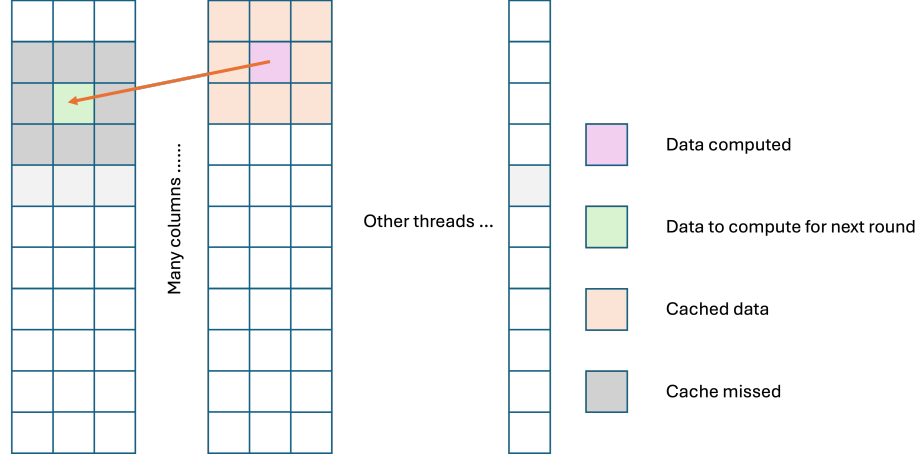 Many columns ......
Other threads ...
Data computed
Data to compute for next round
Cached data
Cache missed